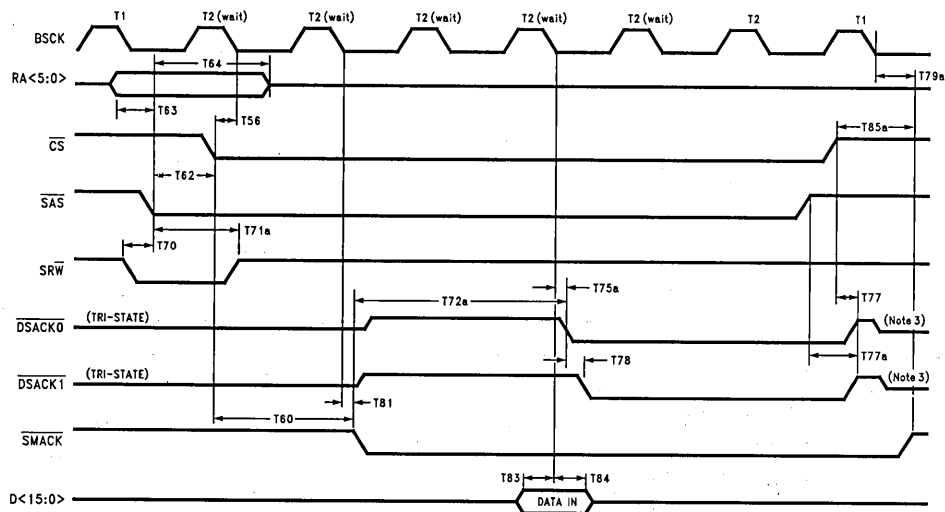 T1 T2 (wait) T2 (wait) T2 (wait) T2 (wait) T2 (wait) T2 T1
BSCK
T64
RA<5:0>
T79a
T63
T56
T85a
CS
T62
SAS
T70
T71a
SRW
T72a
T75a
T77
DSACK0 (TRI-STATE)
(Note 3)
T78
T77a
DSACK1 (TRI-STATE)
(Note 3)
T81
T60
SMACK
T83
T84
D<15:0>
DATA IN